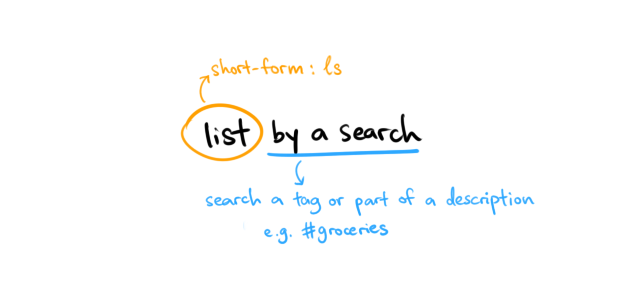 short-form: ls
list by a search
search a tag or part of a description
e.g. #groceries